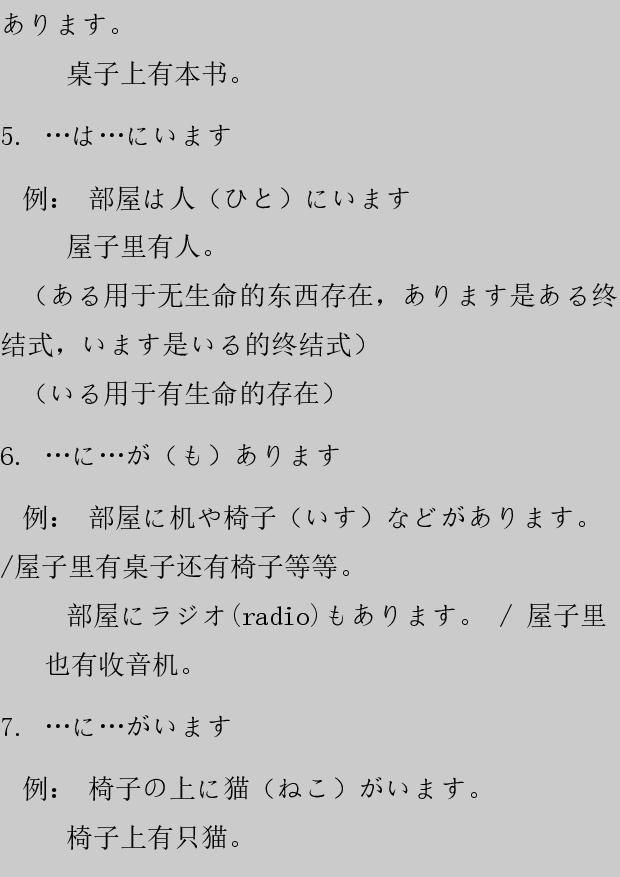 あります。
桌子上有本书。
5. …は…にいます
例： 部屋は人（ひと）にいます
屋子里有人。
（ある用于无生命的东西存在，あります是ある终
结式，います是いる的终结式）
（いる用于有生命的存在）
6. …に…が（も）あります
例： 部屋に机や椅子（いす）などがあります。
/屋子里有桌子还有椅子等等。
部屋にラジオ(radio)もあります。 / 屋子里
也有收音机。
7. …に…がいます
例： 椅子の上に猫（ねこ）がいます。
椅子上有只猫。